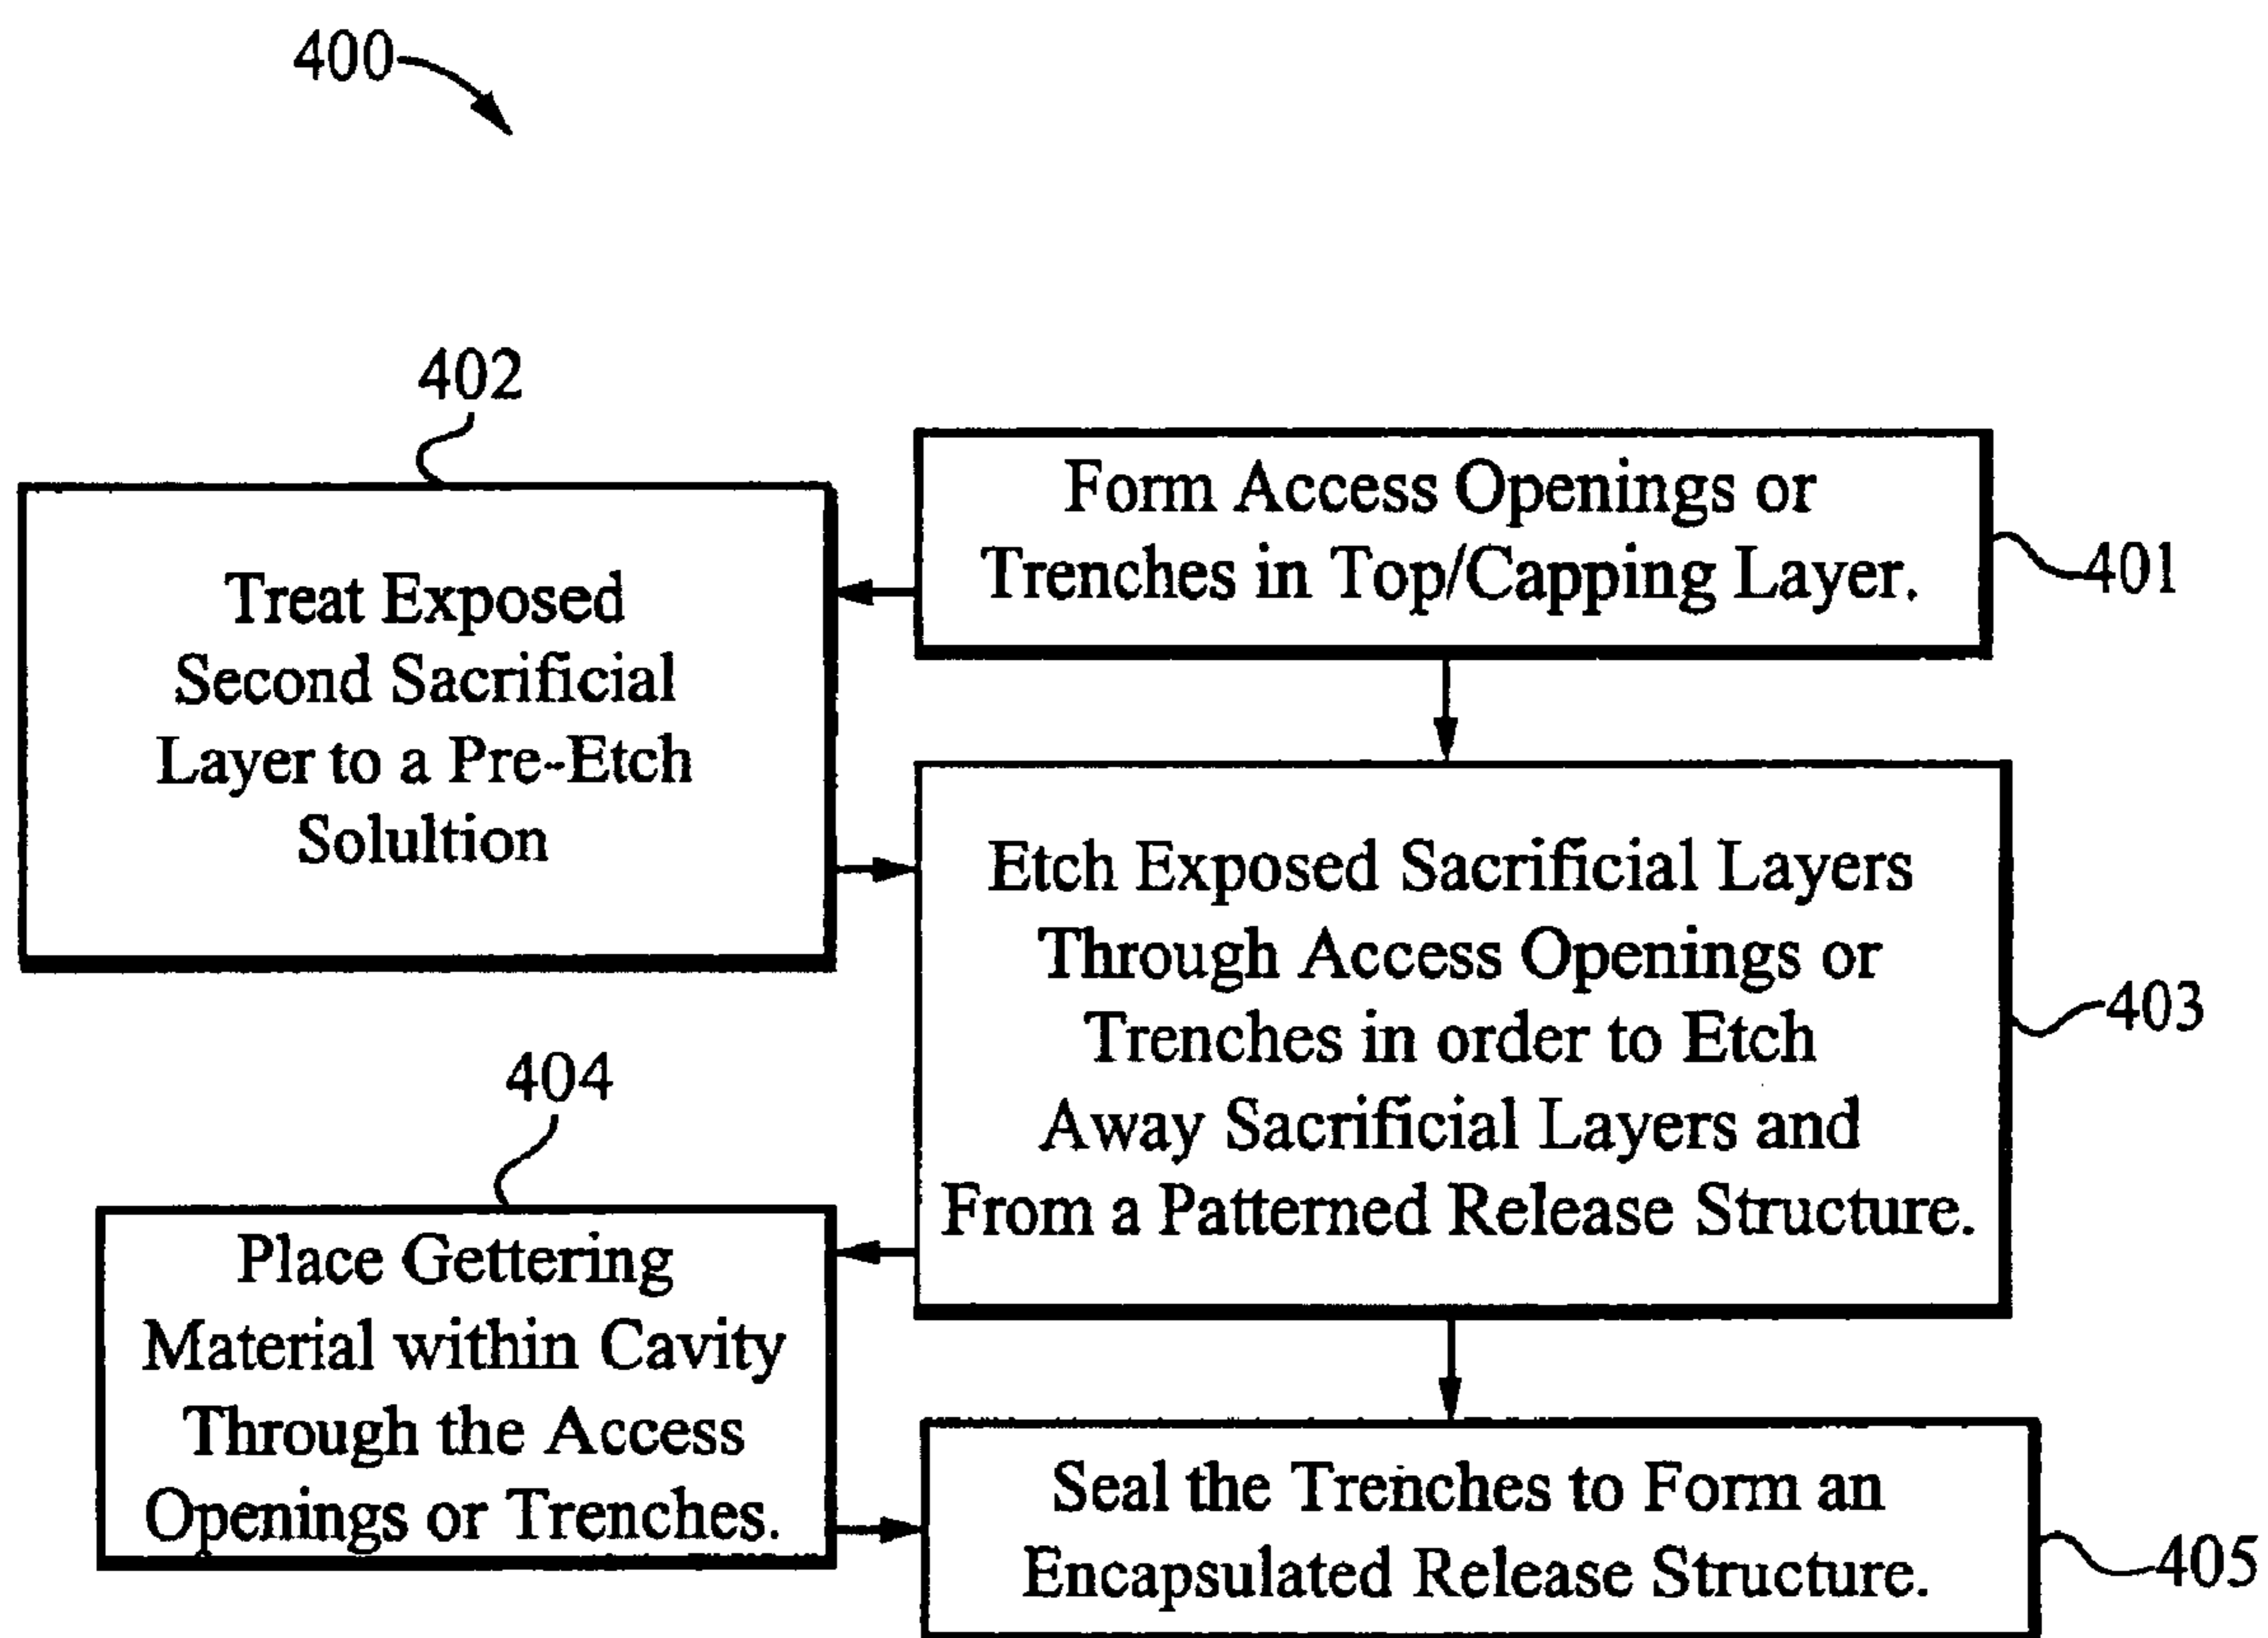 400
402
Form Access Openings or
Trenches in Top/Capping Layer.
401
Treat Exposed
Second Sacrificial
Layer to a Pre-Etch
Solultion
Etch Exposed Sacrificial Layers
Through Access Openings or
Trenches in order to Etch
Away Sacrificial Layers and
From a Patterned Release Structure.
403
404
Place Gettering
Material within Cavity
Through the Access
Openings or Trenches.
Seal the Trenches to Form an
Encapsulated Release Structure.
405